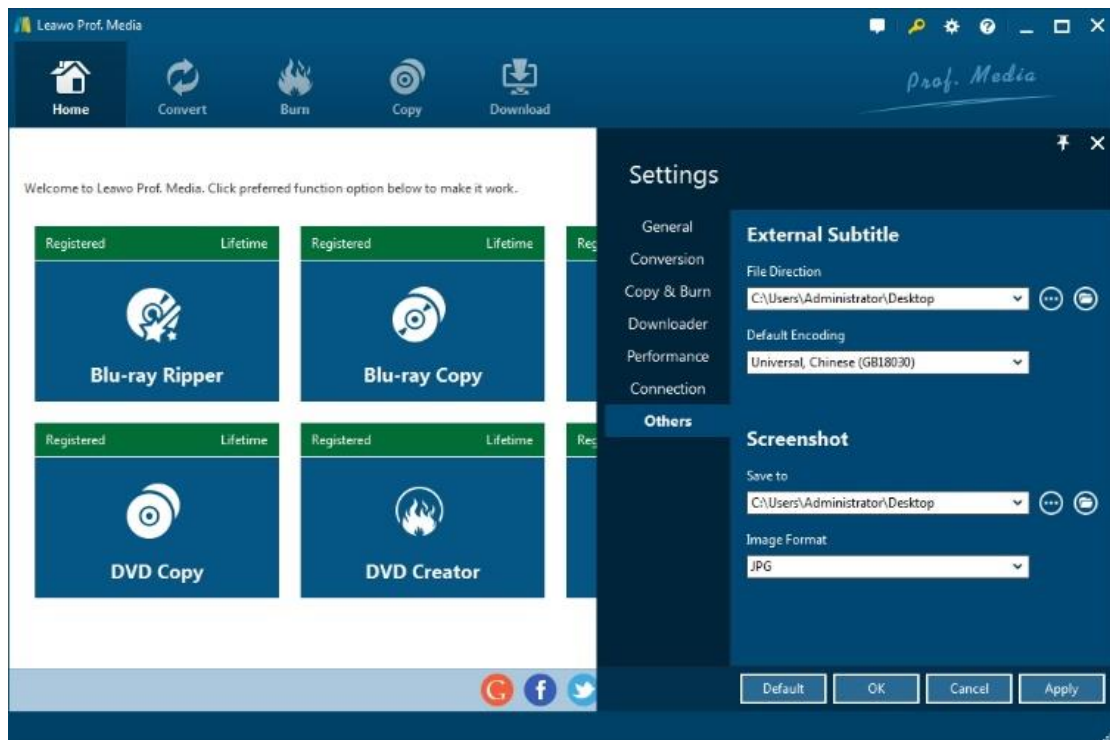 Leawo Prof. Media
Home
Convert
Burn
Copy
Download
Prof. Media
Welcome to Leawo Prof. Media. Click preferred function option below to make it work.
Registered Lifetime
Blu-ray Ripper
Registered Lifetime
Blu-ray Copy
Reg
Registered Lifetime
DVD Copy
Registered Lifetime
DVD Creator
Reg
Settings
General
Conversion
Copy & Burn
Downloader
Performance
Connection
Others
External Subtitle
File Direction
C:\Users\Administrator\Desktop
Default Encoding
Universal, Chinese (GB18030)
Screenshot
Save to
C:\Users\Administrator\Desktop
Image Format
JPG
Default
OK
Cancel
Apply
G f